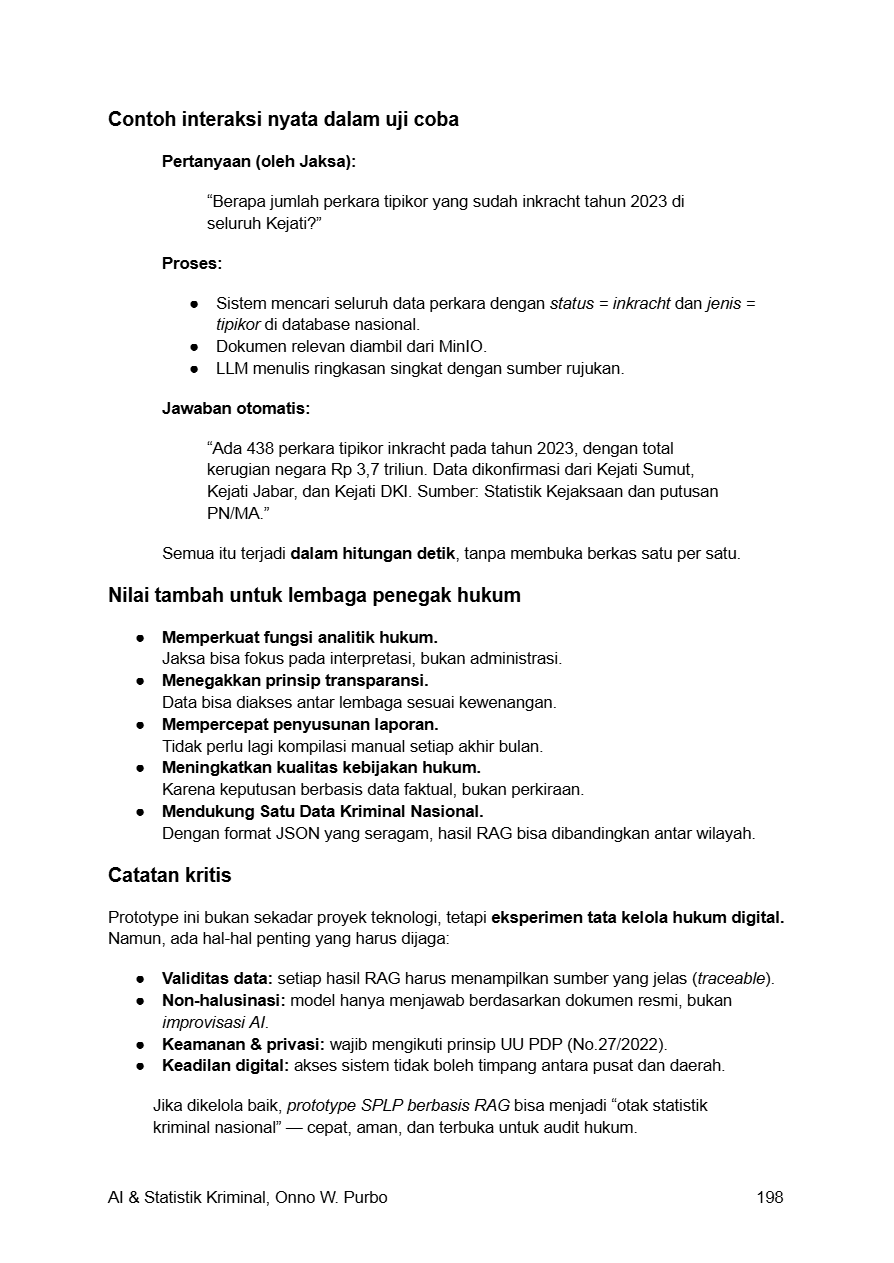 Contoh interaksi nyata dalam uji coba
Pertanyaan (oleh Jaksa):
“Berapa jumlah perkara tipikor yang sudah inkracht tahun 2023 di
seluruh Kejati?”
Proses:
● Sistem mencari seluruh data perkara dengan status = inkracht dan jenis =
tipikor di database nasional.
● Dokumen relevan diambil dari MinIO.
● LLM menulis ringkasan singkat dengan sumber rujukan.
Jawaban otomatis:
“Ada 438 perkara tipikor inkracht pada tahun 2023, dengan total
kerugian negara Rp 3,7 triliun. Data dikonfirmasi dari Kejati Sumut,
Kejati Jabar, dan Kejati DKI. Sumber: Statistik Kejaksaan dan putusan
PN/MA.”
Semua itu terjadi dalam hitungan detik, tanpa membuka berkas satu per satu.
Nilai tambah untuk lembaga penegak hukum
● Memperkuat fungsi analitik hukum.
Jaksa bisa fokus pada interpretasi, bukan administrasi.
● Menegakkan prinsip transparansi.
Data bisa diakses antar lembaga sesuai kewenangan.
● Mempercepat penyusunan laporan.
Tidak perlu lagi kompilasi manual setiap akhir bulan.
● Meningkatkan kualitas kebijakan hukum.
Karena keputusan berbasis data faktual, bukan perkiraan.
● Mendukung Satu Data Kriminal Nasional.
Dengan format JSON yang seragam, hasil RAG bisa dibandingkan antar wilayah.
Catatan kritis
Prototype ini bukan sekadar proyek teknologi, tetapi eksperimen tata kelola hukum digital.
Namun, ada hal-hal penting yang harus dijaga:
● Validitas data: setiap hasil RAG harus menampilkan sumber yang jelas (traceable).
● Non-halusinasi: model hanya menjawab berdasarkan dokumen resmi, bukan
improvisasi AI.
● Keamanan & privasi: wajib mengikuti prinsip UU PDP (No.27/2022).
● Keadilan digital: akses sistem tidak boleh timpang antara pusat dan daerah.
Jika dikelola baik, prototype SPLP berbasis RAG bisa menjadi “otak statistik
kriminal nasional” — cepat, aman, dan terbuka untuk audit hukum.
AI & Statistik Kriminal, Onno W. Purbo 198